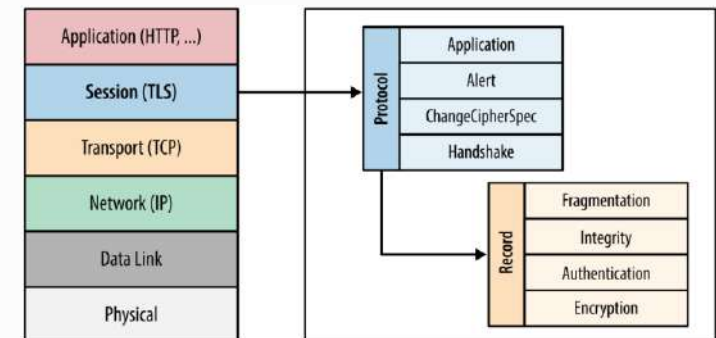 Application (HTTP, ...)
Session (TLS)
Transport (TCP)
Network (IP)
Data Link
Physical
Protocol
Application
Alert
ChangeCipherSpec
Handshake
Record
Fragmentation
Integrity
Authentication
Encryption